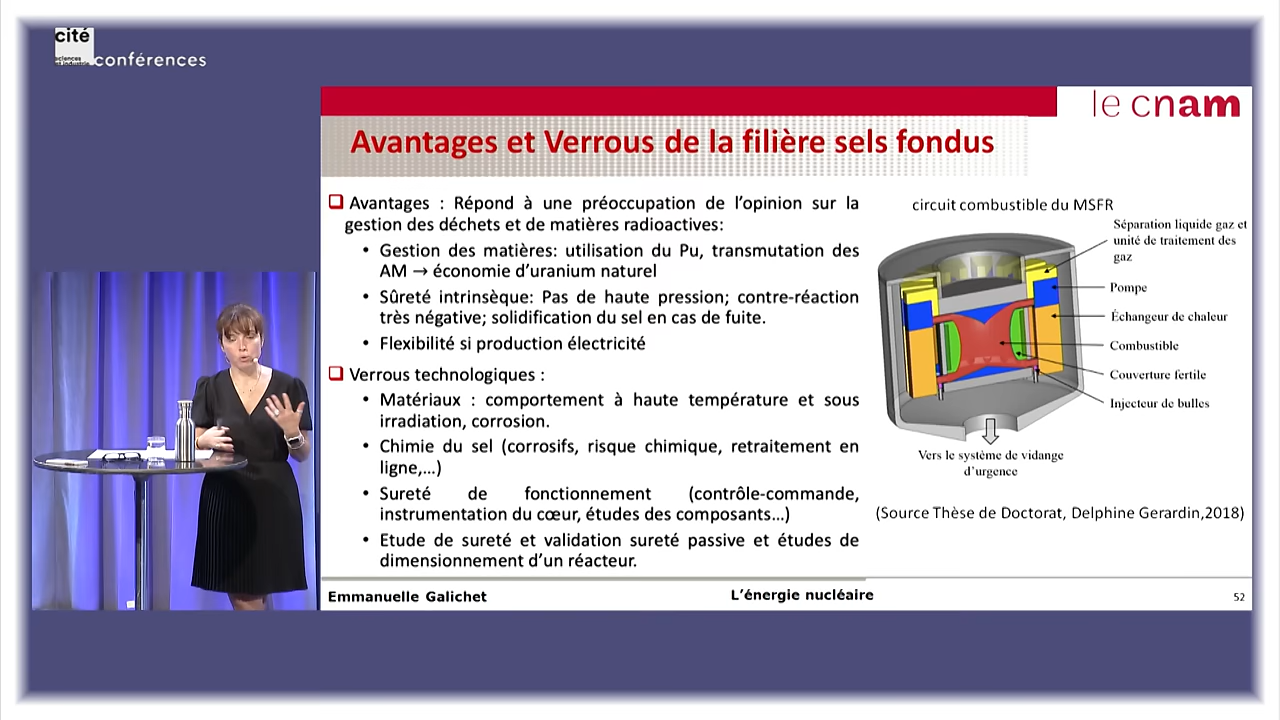 cité
sciences
et industrie
conférences
le cnam
Avantages et Verrous de la filière sels fondus
Avantages : Répond à une préoccupation de l'opinion sur la
gestion des déchets et de matières radioactives:
• Gestion des matières: utilisation du Pu, transmutation des
AM → économie d'uranium naturel
• Sûreté intrinsèque: Pas de haute pression; contre-réaction
très négative; solidification du sel en cas de fuite.
• Flexibilité si production électricité
Verrous technologiques :
• Matériaux : comportement à haute température et sous
irradiation, corrosion.
• Chimie du sel (corrosifs, risque chimique, retraitement en
ligne,…)
• Sureté de fonctionnement (contrôle-commande,
instrumentation du cœur, études des composants…)
• Etude de sureté et validation sureté passive et études de
dimensionnement d'un réacteur.
circuit combustible du MSFR
Séparation liquide gaz et
unité de traitement des
gaz
Pompe
Échangeur de chaleur
Combustible
Couverture fertile
Injecteur de bulles
Vers le système de vidange
d'urgence
(Source Thèse de Doctorat, Delphine Gerardin,2018)
Emmanuelle Galichet
L'énergie nucléaire
52